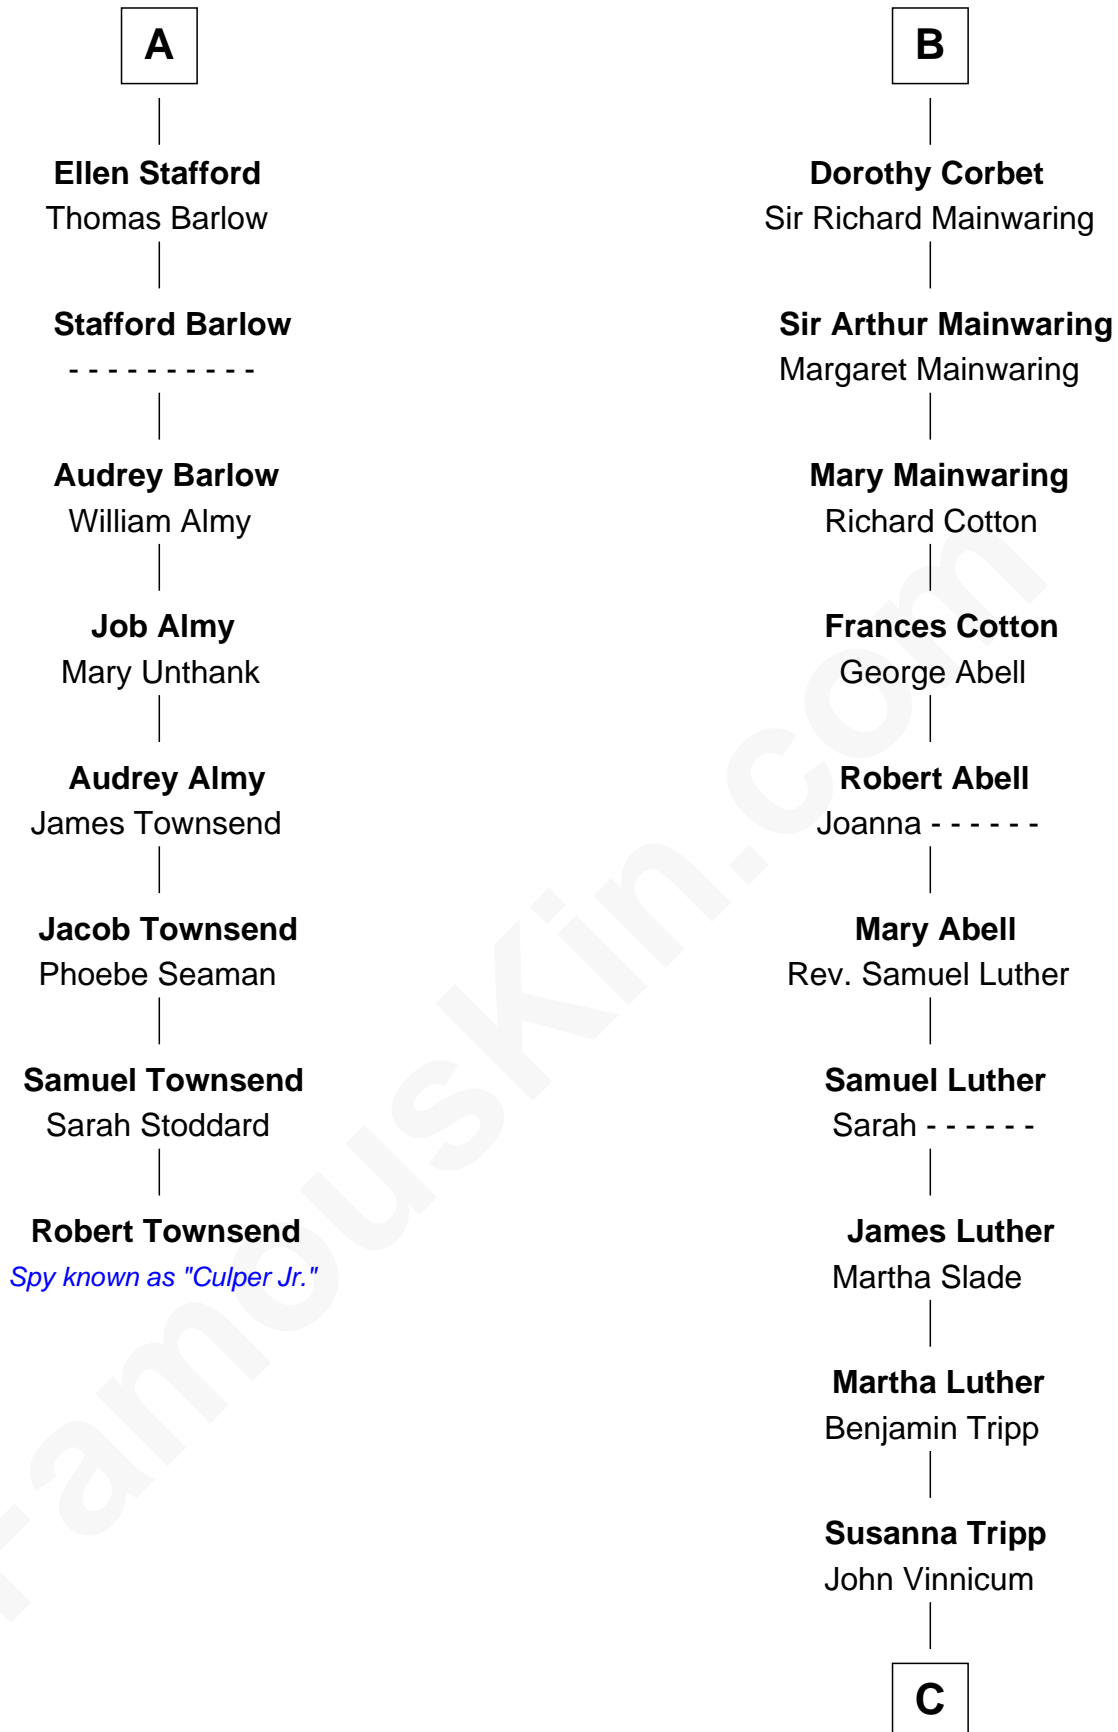 A
Ellen Stafford
Thomas Barlow
Stafford Barlow
- - - - - - - - - -
Audrey Barlow
William Almy
Job Almy
Mary Unthank
Audrey Almy
James Townsend
Jacob Townsend
Phoebe Seaman
Samuel Townsend
Sarah Stoddard
Robert Townsend
Spy known as "Culper Jr."
B
Dorothy Corbet
Sir Richard Mainwaring
Sir Arthur Mainwaring
Margaret Mainwaring
Mary Mainwaring
Richard Cotton
Frances Cotton
George Abell
Robert Abell
Joanna - - - - - -
Mary Abell
Rev. Samuel Luther
Samuel Luther
Sarah - - - - - -
James Luther
Martha Slade
Martha Luther
Benjamin Tripp
Susanna Tripp
John Vinnicum
C
FamousKin.com